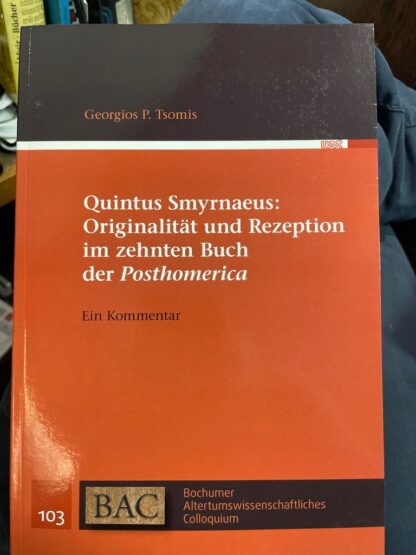 Georgios P. Tsomis
Quintus Smyrnaeus:
Originalität und Rezeption
im zehnten Buch
der Posthomerica
Ein Kommentar
103
BAC
Bochumer
Altertumswissenschaftliches
Colloquium